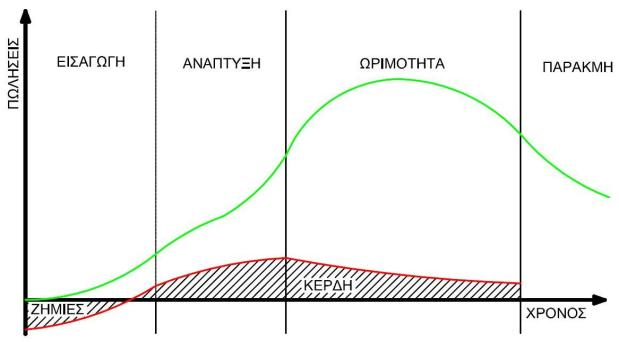 ΠΩΛΗΣΕΙΣ
ΕΙΣΑΓΩΓΗ
ΑΝΑΠΤΥΞΗ
ΩΡΙΜΟΤΗΤΑ
ΠΑΡΑΚΜΗ
ΖΗΜΙΕΣ
ΚΕΡΔΗ
ΧΡΟΝΟΣ